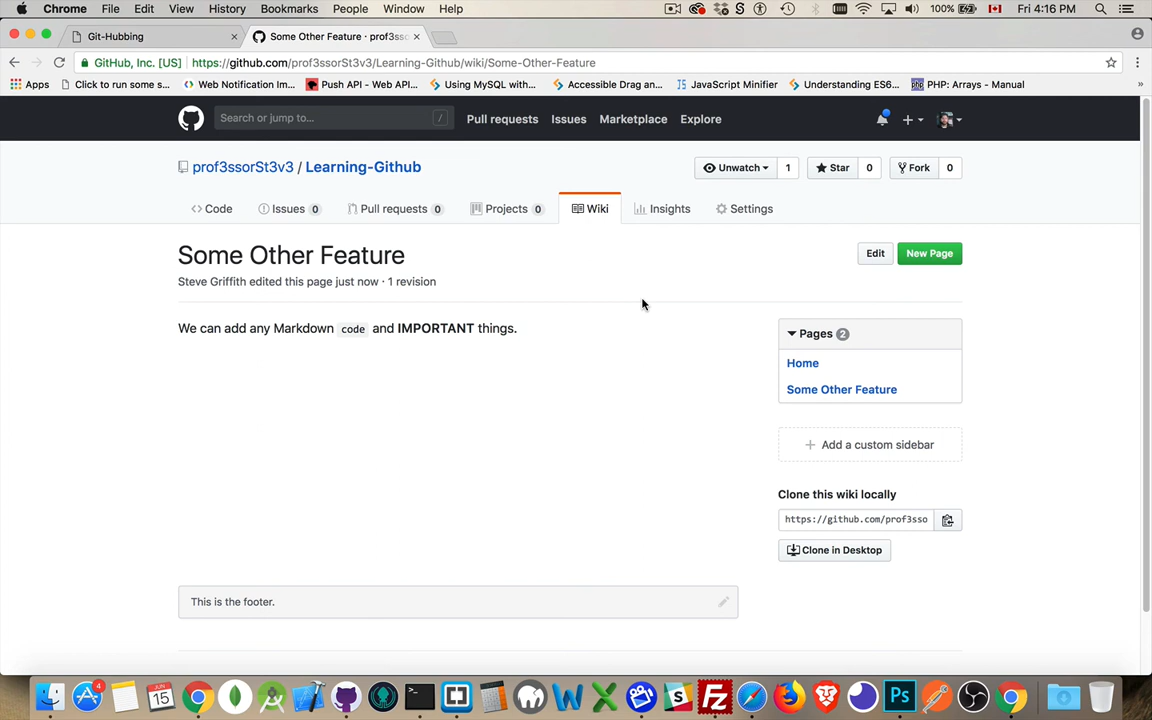 Chrome File Edit View History Bookmarks People Window Help 100% Fri 4:16 PM
Git-Hubbing × Some Other Feature · prof3sso ×
GitHub, Inc. [US] https://github.com/prof3ssorSt3v3/Learning-Github/wiki/Some-Other-Feature
Apps Click to run some s... Web Notification Im... Push API - Web API... Using MySQL with... Accessible Drag an... JavaScript Minifier Understanding ES6... PHP: Arrays - Manual »
Search or jump to... / Pull requests Issues Marketplace Explore
prof3ssorSt3v3 / Learning-Github Unwatch 1 Star 0 Fork 0
Code Issues 0 Pull requests 0 Projects 0 Wiki Insights Settings
Some Other Feature Edit New Page
Steve Griffith edited this page just now · 1 revision
We can add any Markdown code and IMPORTANT things.
Pages 2
Home
Some Other Feature
+ Add a custom sidebar
Clone this wiki locally
https://github.com/prof3sso
Clone in Desktop
This is the footer.
4 JUN 15 W X S FZ Ps